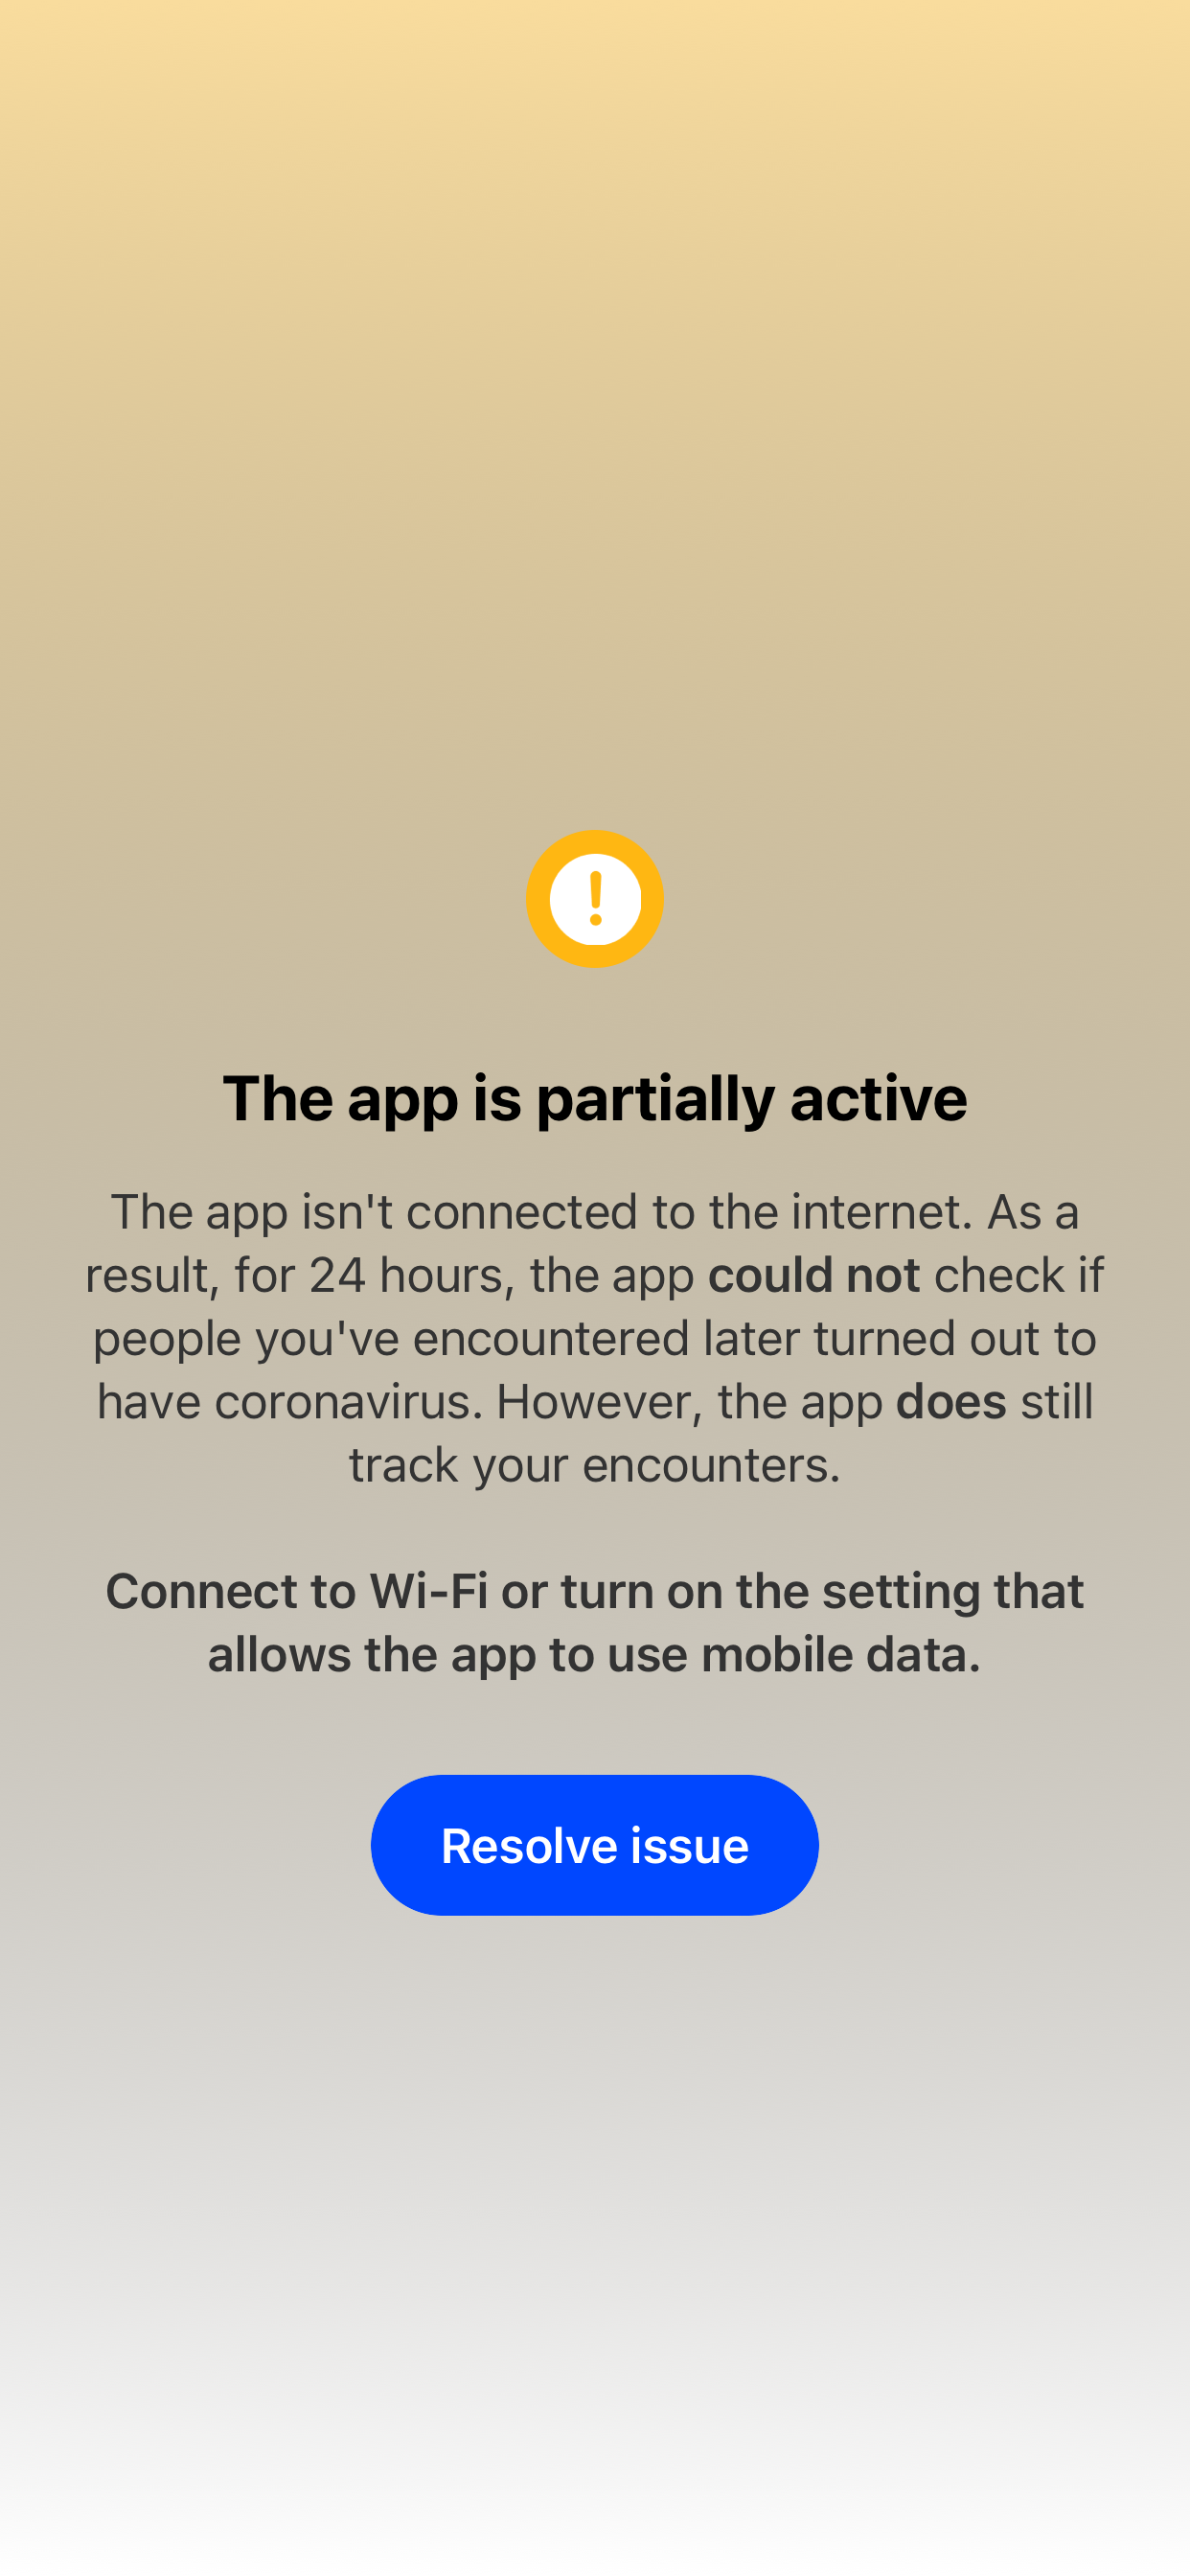 The app is partially active
The app isn't connected to the internet. As a
result, for 24 hours, the app could not check if
people you've encountered later turned out to
have coronavirus. However, the app does still
track your encounters.
Connect to Wi-Fi or turn on the setting that
allows the app to use mobile data.
Resolve issue